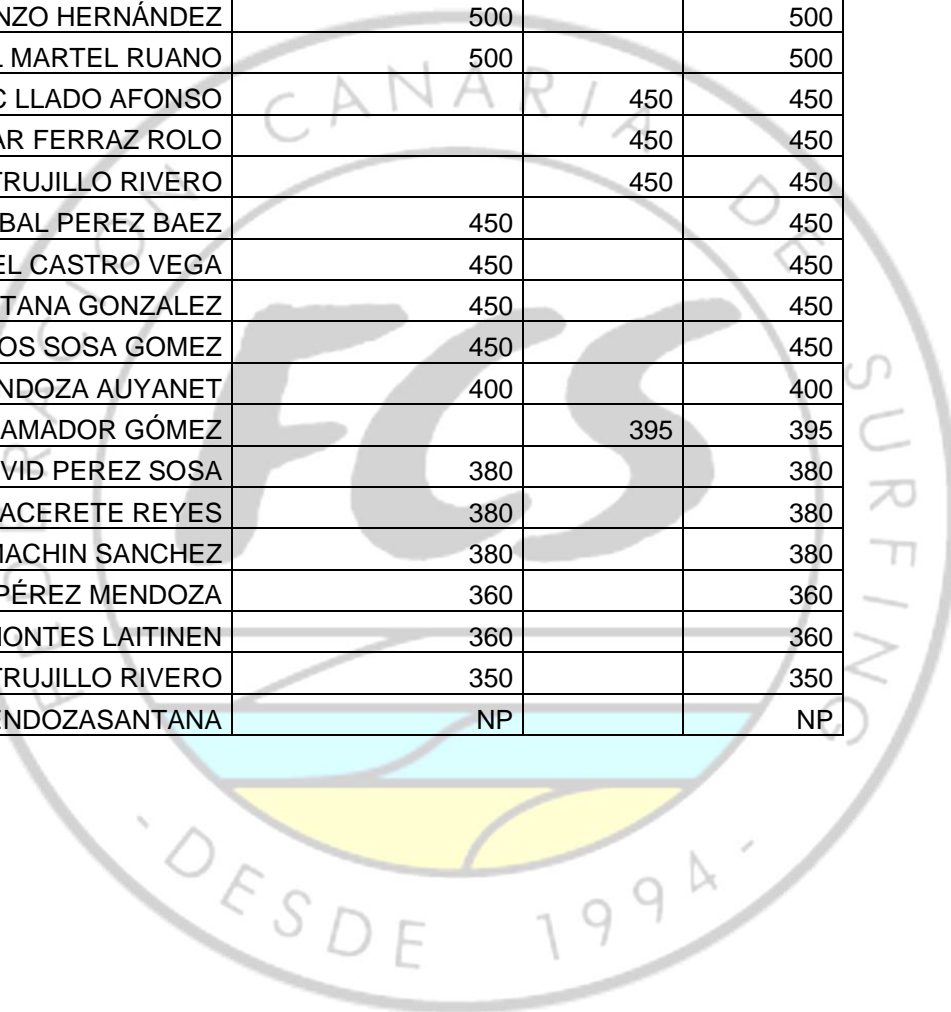 NZO HERNÁNDEZ 500 500
MARTEL RUANO 500 500
C LLADO AFONSO 450 450
AR FERRAZ ROLO 450 450
TRUJILLO RIVERO 450 450
BAL PEREZ BAEZ 450 450
EL CASTRO VEGA 450 450
TANA GONZALEZ 450 450
OS SOSA GOMEZ 450 450
NDOZA AUYANET 400 400
AMADOR GÓMEZ 395 395
VID PEREZ SOSA 380 380
ACERETE REYES 380 380
MACHIN SANCHEZ 380 380
PÉREZ MENDOZA 360 360
MONTES LAITINEN 360 360
TRUJILLO RIVERO 350 350
ENDOZASANTANA NP NP
FEDERACION CANARIA DE SURFING
FCS
- DESDE 1994 -